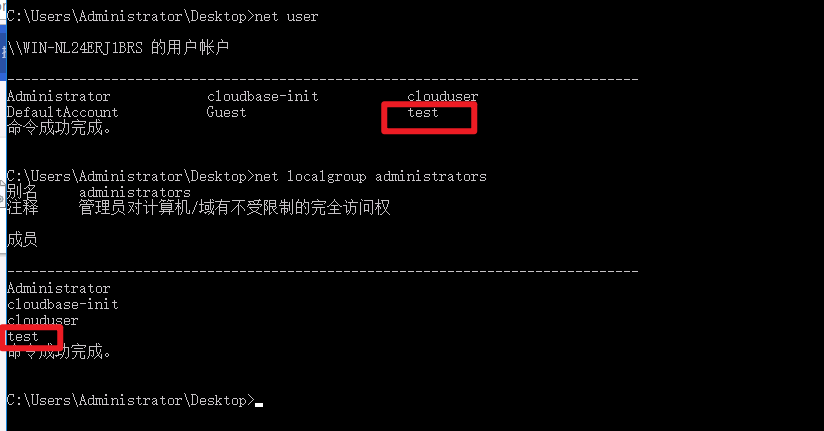 C:\Users\Administrator\Desktop>net user
\\WIN-NL24ERJ1BRS 的用户帐户
-------------------------------------------------------------------------------
Administrator cloudbase-init clouduser
DefaultAccount Guest test
命令成功完成。
C:\Users\Administrator\Desktop>net localgroup administrators
别名 administrators
注释 管理员对计算机/域有不受限制的完全访问权
成员
-------------------------------------------------------------------------------
Administrator
cloudbase-init
clouduser
test
命令成功完成。
C:\Users\Administrator\Desktop>